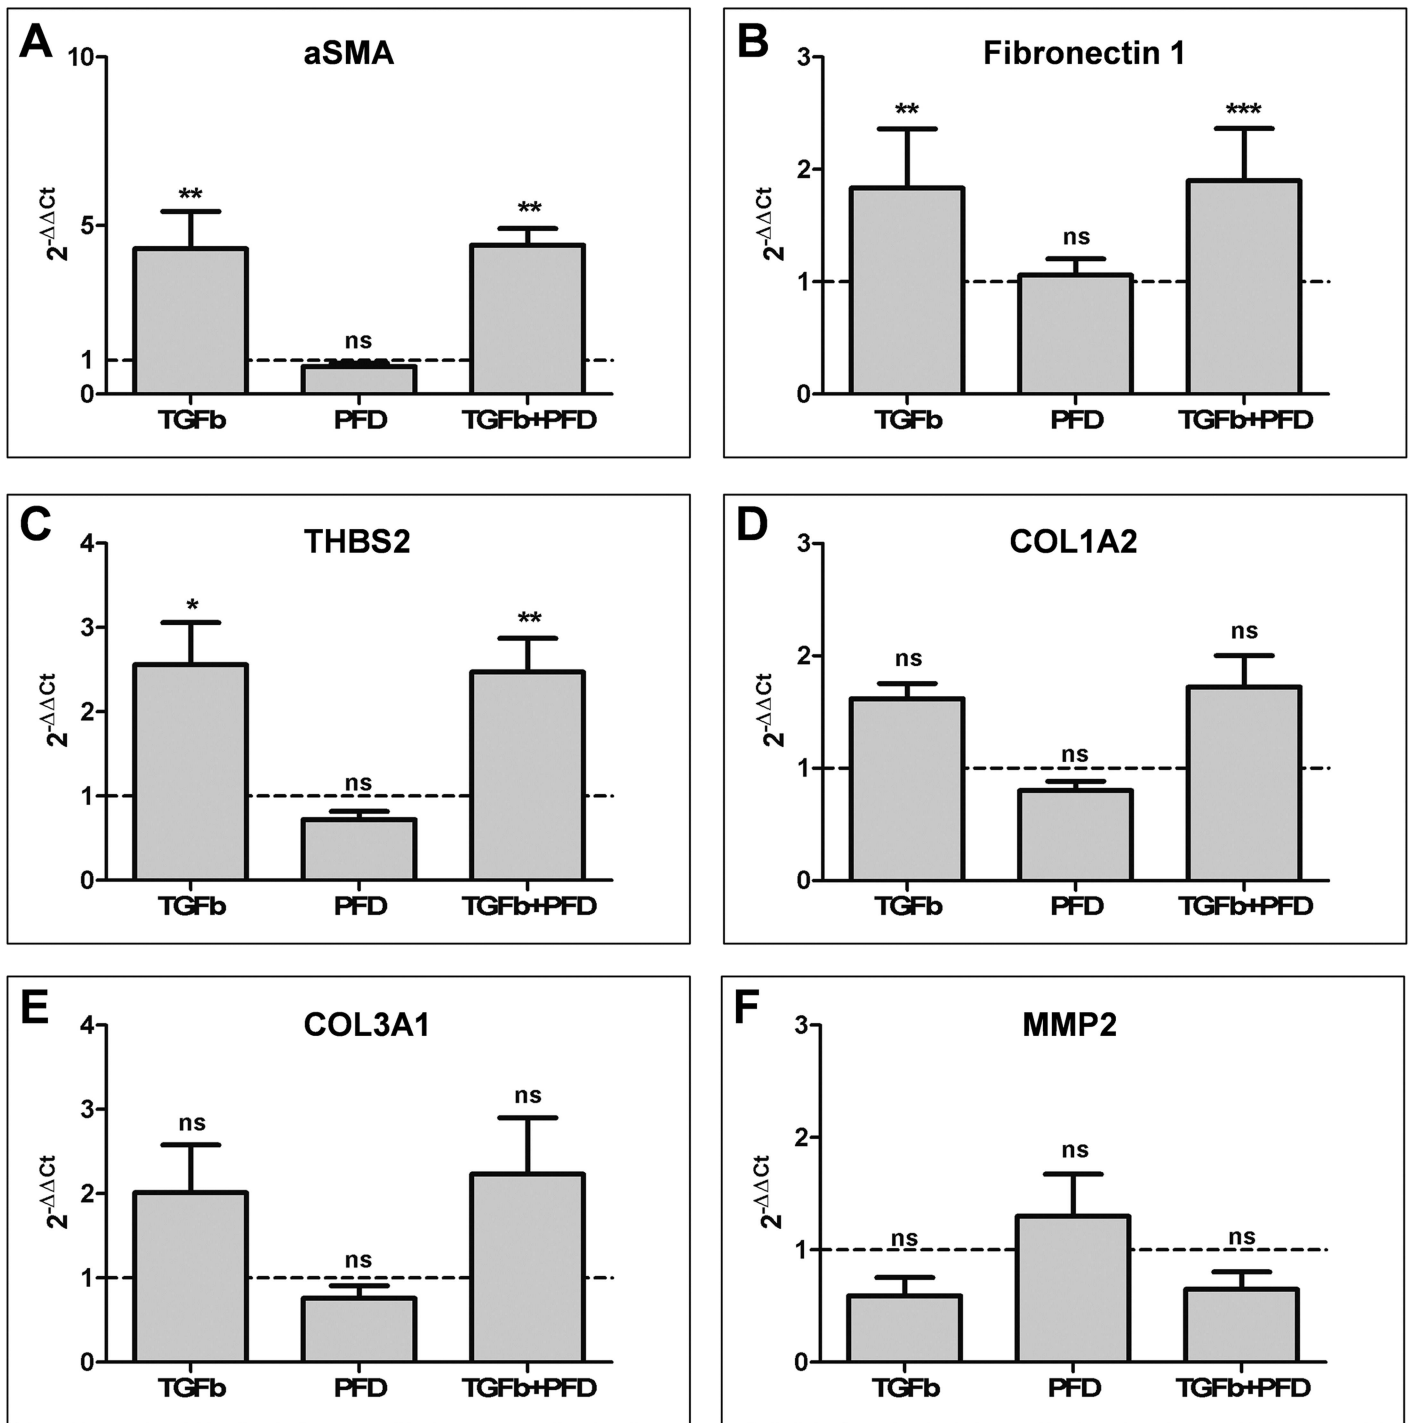 A
aSMA
10
5
1
0
2-ΔΔCt
**
ns
**
TGFb
PFD
TGFb+PFD
B
Fibronectin 1
3
2
1
0
2-ΔΔCt
**
ns
***
TGFb
PFD
TGFb+PFD
C
THBS2
4
3
2
1
0
2-ΔΔCt
*
ns
**
TGFb
PFD
TGFb+PFD
D
COL1A2
3
2
1
0
2-ΔΔCt
ns
ns
ns
TGFb
PFD
TGFb+PFD
E
COL3A1
4
3
2
1
0
2-ΔΔCt
ns
ns
ns
TGFb
PFD
TGFb+PFD
F
MMP2
3
2
1
0
2-ΔΔCt
ns
ns
ns
TGFb
PFD
TGFb+PFD